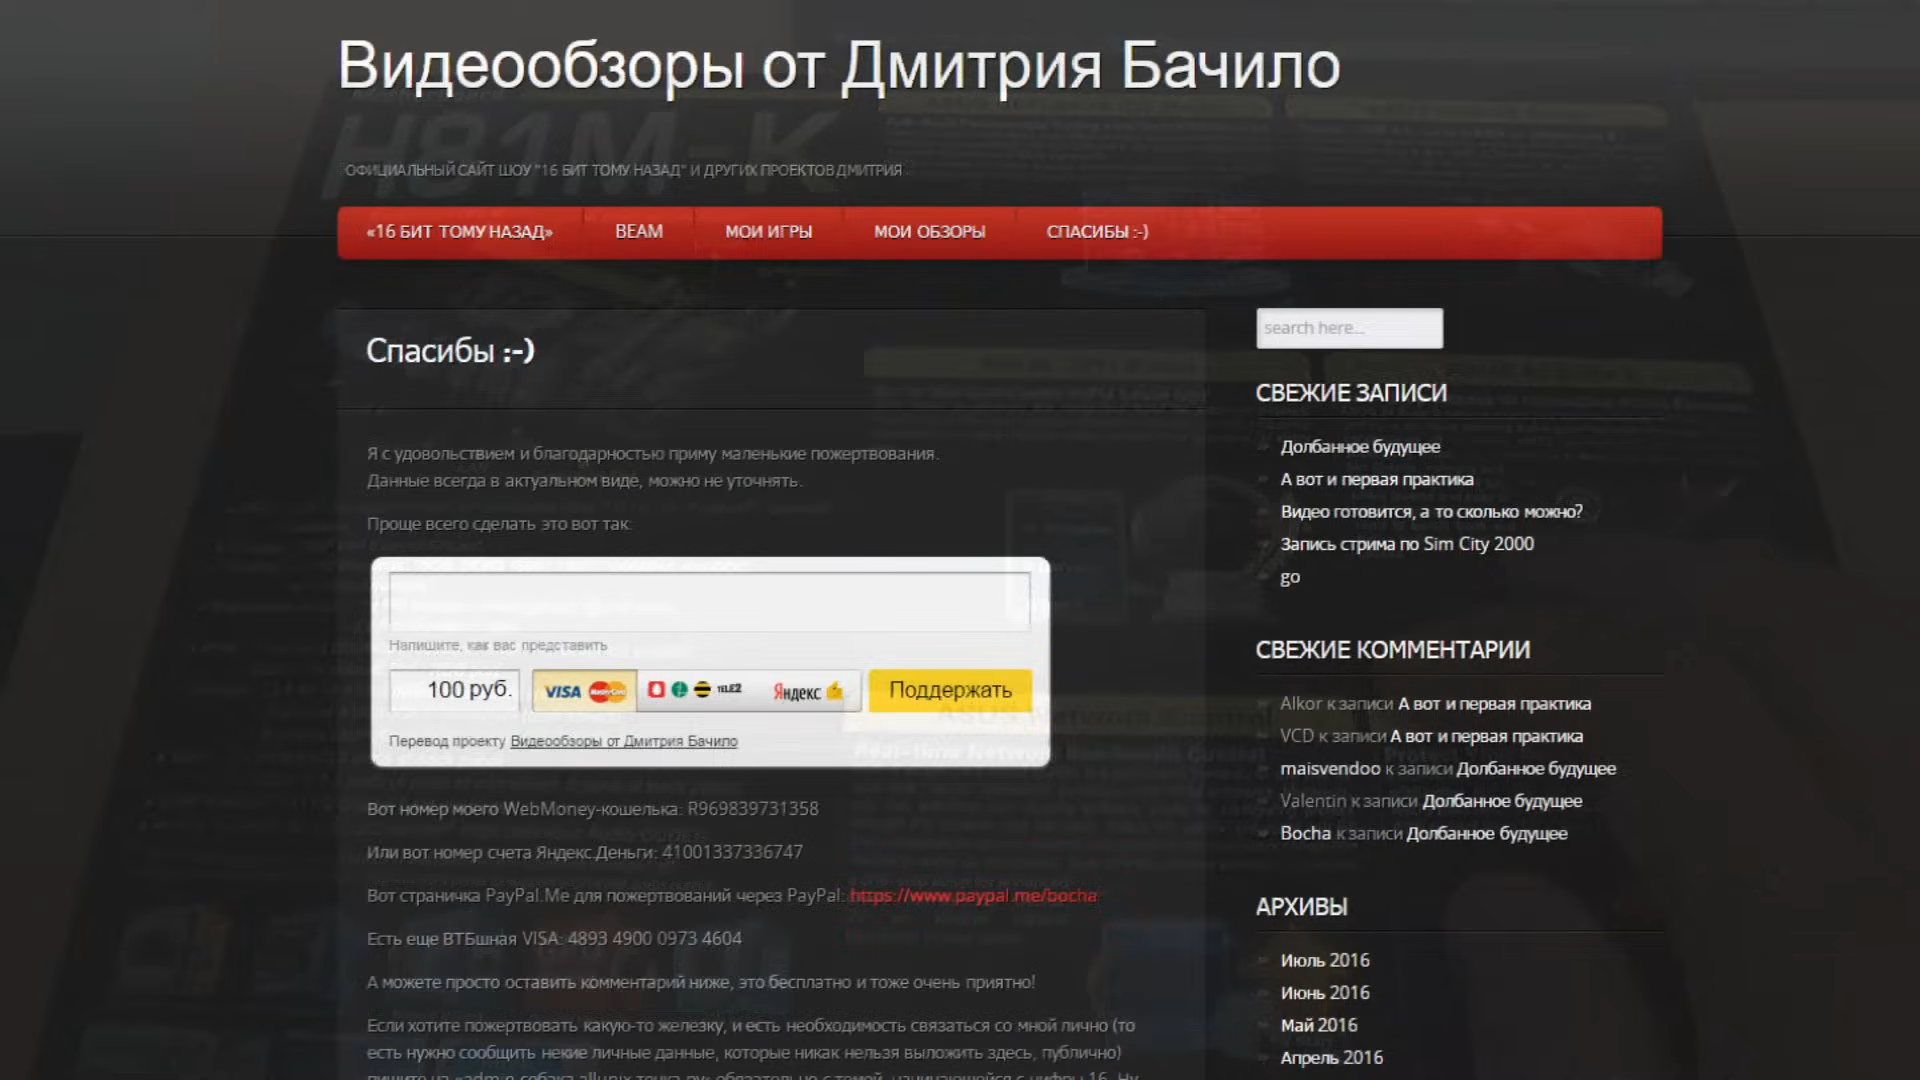 Видеообзоры от Дмитрия Бачило
H81M-K
ОФИЦИАЛЬНЫЙ САЙТ ШОУ "16 БИТ ТОМУ НАЗАД" И ДРУГИХ ПРОЕКТОВ ДМИТРИЯ
«16 БИТ ТОМУ НАЗАД»
BEAM
МОИ ИГРЫ
МОИ ОБЗОРЫ
СПАСИБЫ :-)
Спасибы :-)
Я с удовольствием и благодарностью приму маленькие пожертвования.
Данные всегда в актуальном виде, можно не уточнять.
Проще всего сделать это вот так:
Напишите, как вас представить
100 руб.
VISA MasterCard
TELE2
Яндекс
Поддержать
Перевод проекту Видеообзоры от Дмитрия Бачило
Вот номер моего WebMoney-кошелька: R969839731358
Или вот номер счета Яндекс.Деньги: 41001337336747
Вот страничка PayPal.Me для пожертвований через PayPal: https://www.paypal.me/bocha
Есть еще ВТБшная VISA: 4893 4900 0973 4604
А можете просто оставить комментарий ниже, это бесплатно и тоже очень приятно!
Если хотите пожертвовать какую-то железку, и есть необходимость связаться со мной лично (то
есть нужно сообщить некие личные данные, которые никак нельзя выложить здесь, публично)
search here...
СВЕЖИЕ ЗАПИСИ
Долбанное будущее
А вот и первая практика
Видео готовится, а то сколько можно?
Запись стрима по Sim City 2000
go
СВЕЖИЕ КОММЕНТАРИИ
Alkor к записи А вот и первая практика
VCD к записи А вот и первая практика
maisvendoo к записи Долбанное будущее
Valentin к записи Долбанное будущее
Bocha к записи Долбанное будущее
АРХИВЫ
Июль 2016
Июнь 2016
Май 2016
Апрель 2016